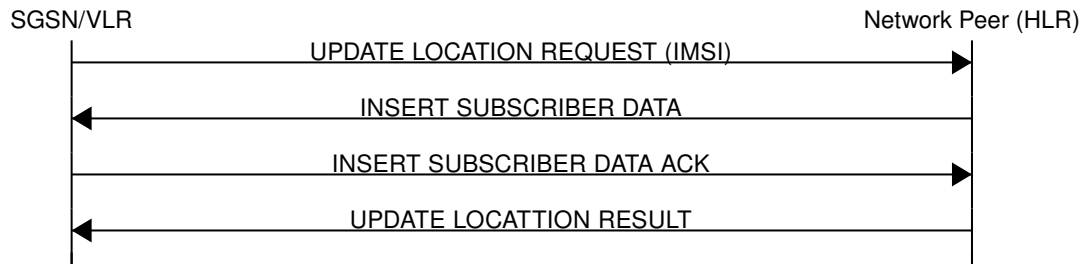 SGSN/VLR
Network Peer (HLR)
UPDATE LOCATION REQUEST (IMSI)
INSERT SUBSCRIBER DATA
INSERT SUBSCRIBER DATA ACK
UPDATE LOCATTION RESULT